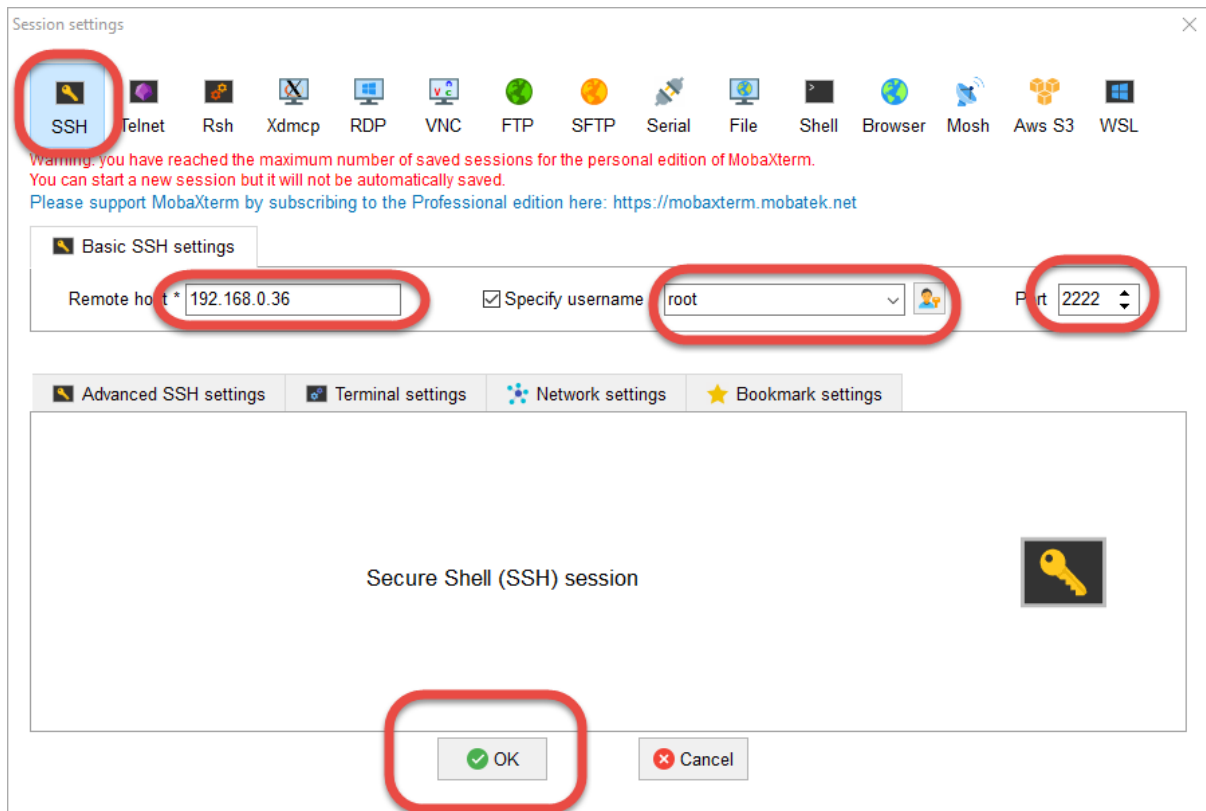 Session settings
SSH Telnet Rsh Xdmcp RDP VNC FTP SFTP Serial File Shell Browser Mosh Aws S3 WSL
Warning: you have reached the maximum number of saved sessions for the personal edition of MobaXterm.
You can start a new session but it will not be automatically saved.
Please support MobaXterm by subscribing to the Professional edition here: https://mobaxterm.mobatek.net
Basic SSH settings
Remote host * 192.168.0.36 Specify username root Port 2222
Advanced SSH settings Terminal settings Network settings Bookmark settings
Secure Shell (SSH) session
OK Cancel